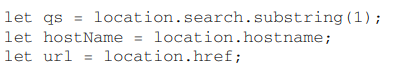 let qs = location.search.substring(1);
let hostName = location.hostname;
let url = location.href;